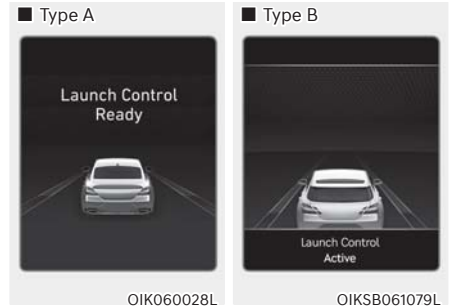 ■ Type A
Launch Control
Ready
OIK060028L
■ Type B
Launch Control
Active
OIKSB061079L